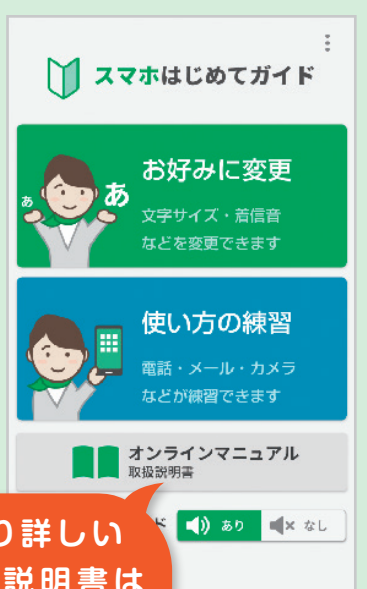 スマホはじめてガイド
お好みに変更
あ
あ
文字サイズ・着信音
などを変更できます
使い方の練習
電話・メール・カメラ
などが練習できます
オンラインマニュアル
取扱説明書
ド
あり
なし
り詳しい
説明書は